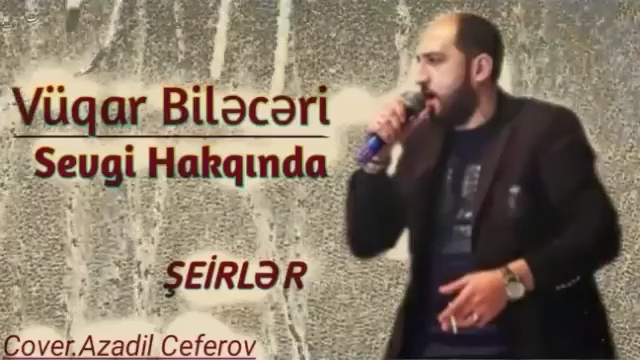 Vüqar Biləcəri
Sevgi Hakqında
ŞEİRLƏR
Cover.Azadil Ceferov